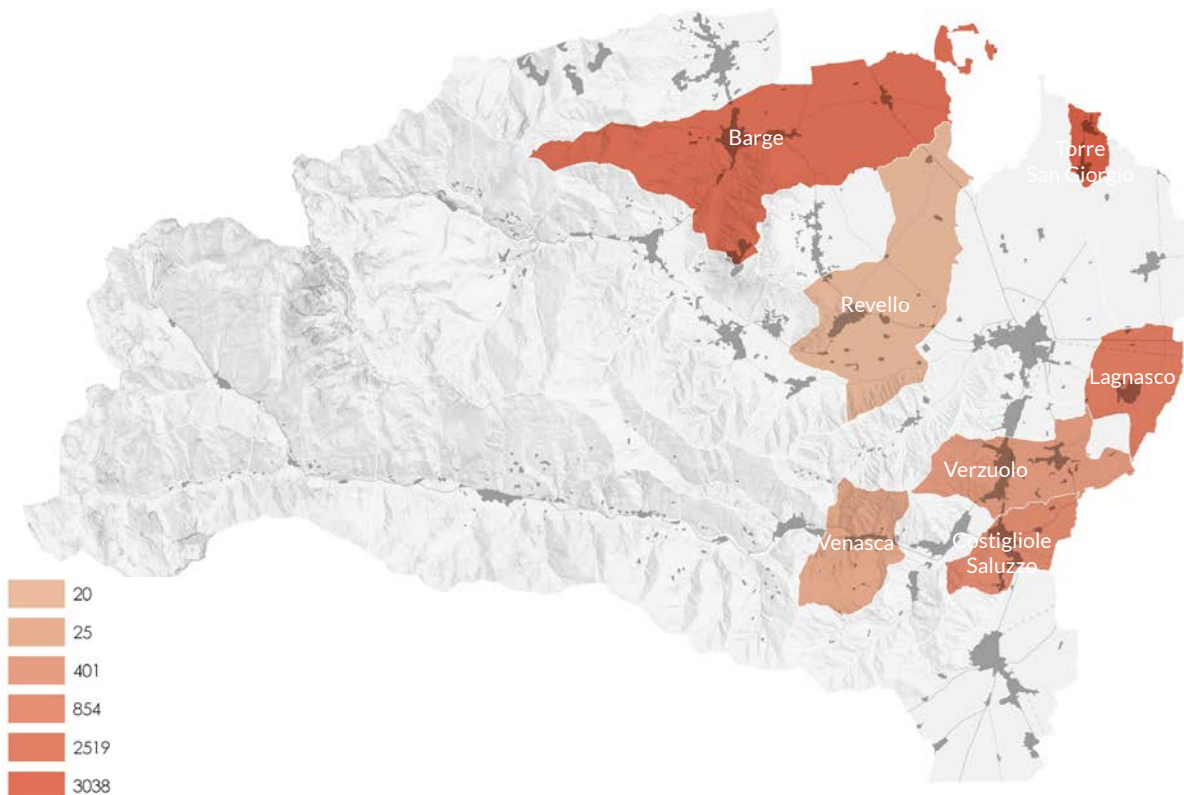 Barge
Torre
San Giorgio
Revello
Lagnasco
Verzuolo
Venasca
Costigliole
Saluzzo
20
25
401
854
2519
3038